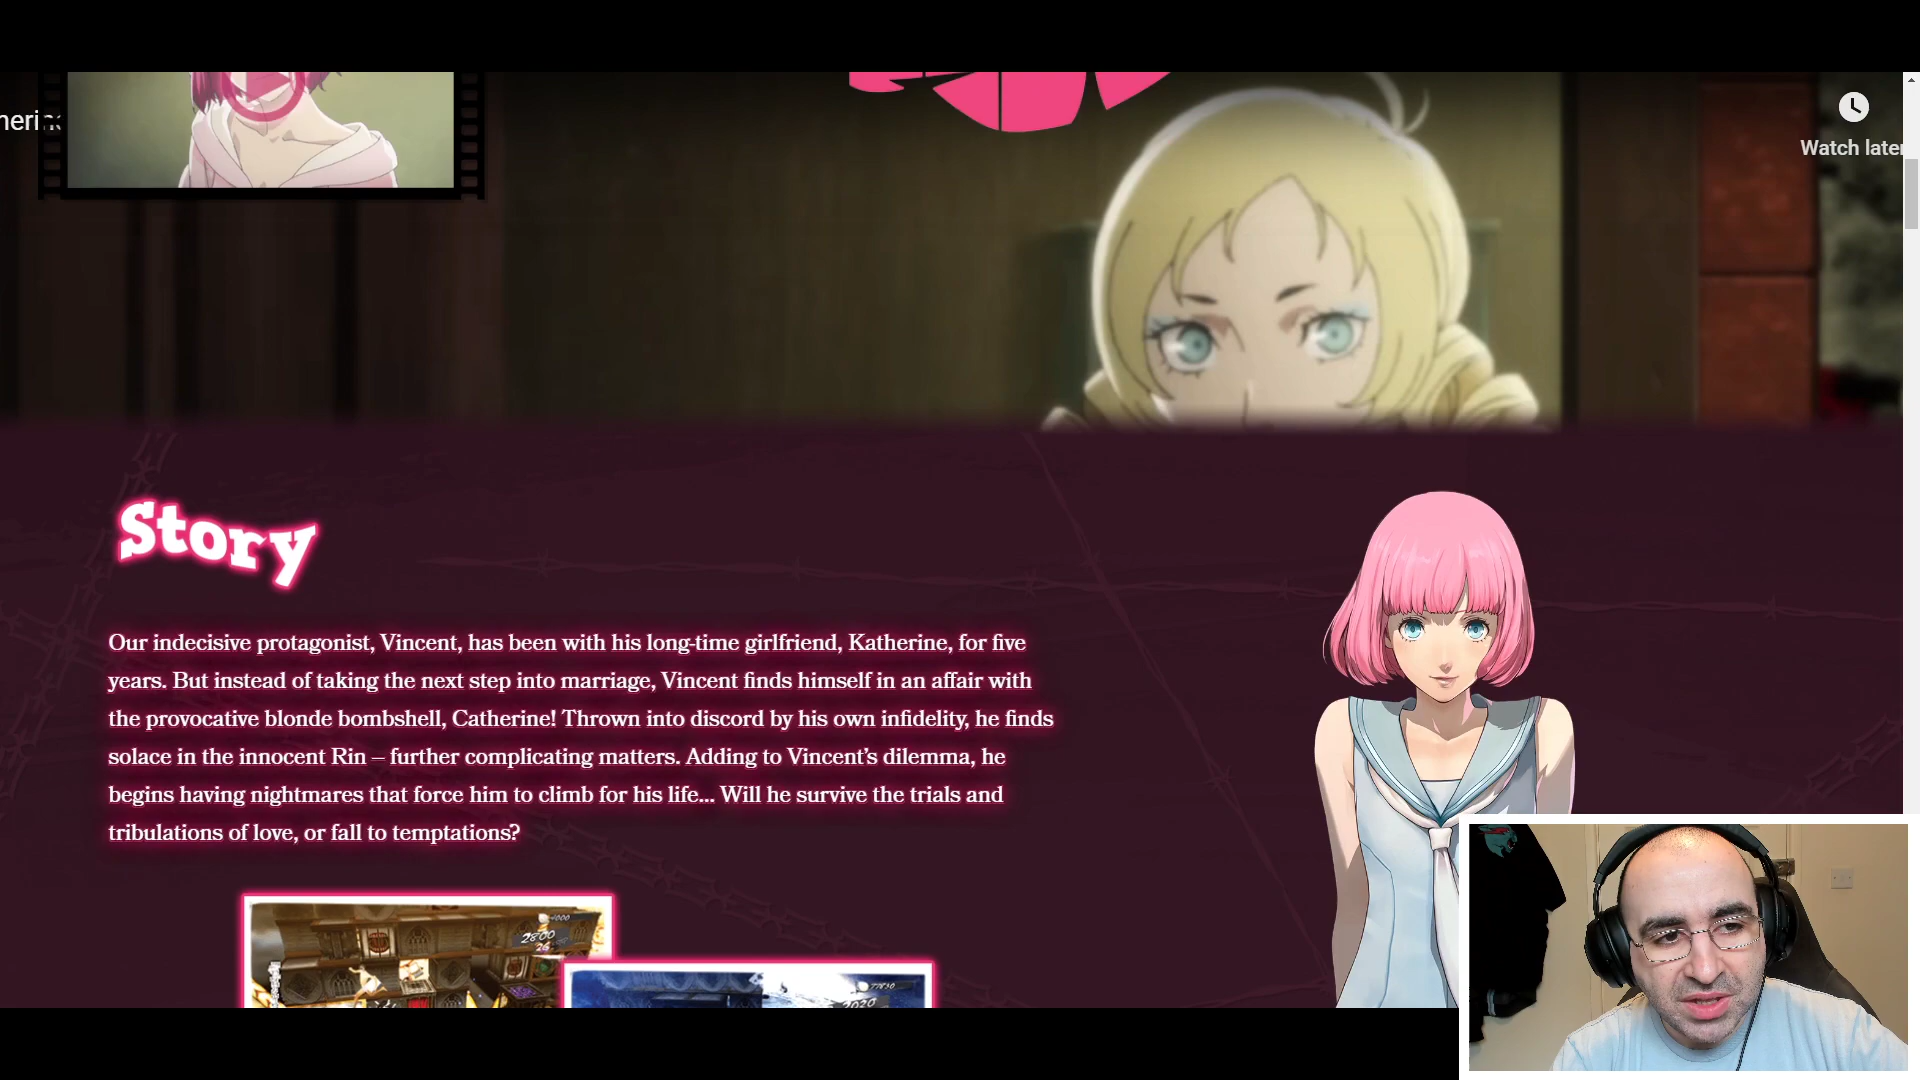 Watch later
Story
Our indecisive protagonist, Vincent, has been with his long-time girlfriend, Katherine, for five
years. But instead of taking the next step into marriage, Vincent finds himself in an affair with
the provocative blonde bombshell, Catherine! Thrown into discord by his own infidelity, he finds
solace in the innocent Rin – further complicating matters. Adding to Vincent’s dilemma, he
begins having nightmares that force him to climb for his life... Will he survive the trials and
tribulations of love, or fall to temptations?
2800
26
2020